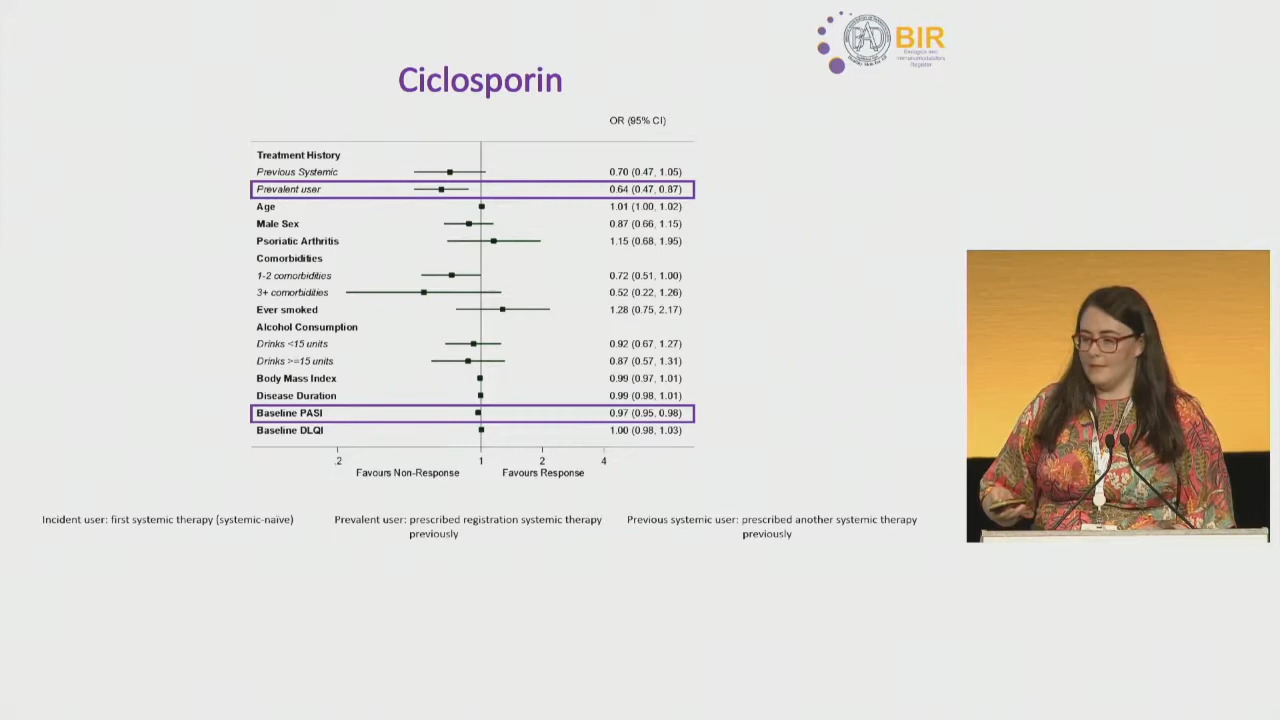 BIR
Biologics and
Immunomodulators
Register
Ciclosporin
OR (95% CI)
Treatment History
Previous Systemic 0.70 (0.47, 1.05)
Prevalent user 0.64 (0.47, 0.87)
Age 1.01 (1.00, 1.02)
Male Sex 0.87 (0.66, 1.15)
Psoriatic Arthritis 1.15 (0.68, 1.95)
Comorbidities
1-2 comorbidities 0.72 (0.51, 1.00)
3+ comorbidities 0.52 (0.22, 1.26)
Ever smoked 1.28 (0.75, 2.17)
Alcohol Consumption
Drinks <15 units 0.92 (0.67, 1.27)
Drinks >=15 units 0.87 (0.57, 1.31)
Body Mass Index 0.99 (0.97, 1.01)
Disease Duration 0.99 (0.98, 1.01)
Baseline PASI 0.97 (0.95, 0.98)
Baseline DLQI 1.00 (0.98, 1.03)
.2 1 2 4
Favours Non-Response Favours Response
Incident user: first systemic therapy (systemic-naïve)
Prevalent user: prescribed registration systemic therapy
previously
Previous systemic user: prescribed another systemic therapy
previously